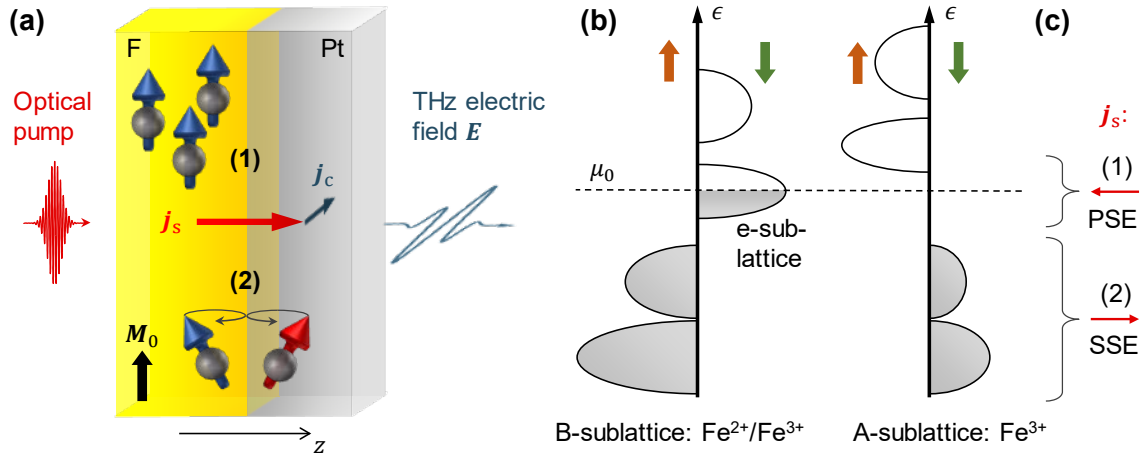 (a)
F
Pt
Optical
pump
(1)
j_s
j_c
THz electric
field E
(2)
M_0
z
(b)
ϵ
ϵ
μ_0
e-sub-
lattice
B-sublattice: Fe²⁺/Fe³⁺
A-sublattice: Fe³⁺
(c)
j_s:
(1)
PSE
(2)
SSE